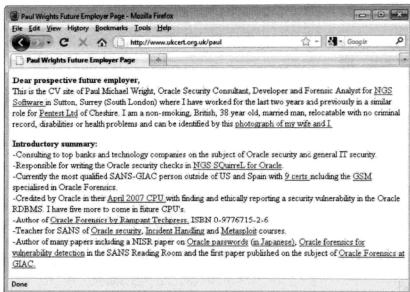 Paul Wrights Future Employer Page - Mozilla Firefox
File Edit View History Bookmarks Tools Help
http://www.ukcert.org.uk/paul
Google
Paul Wrights Future Employer Page
Dear prospective future employer,
This is the CV site of Paul Michael Wright, Oracle Security Consultant, Developer and Forensic Analyst for NGS
Software in Sutton, Surrey (South London) where I have worked for the last two years and previously in a similar
role for Pentest Ltd of Cheshire. I am a non-smoking, British, 38 year old, married man, relocatable with no criminal
record, disabilities or health problems and can be identified by this photograph of my wife and I.
Introductory summary:
-Consulting to top banks and technology companies on the subject of Oracle security and general IT security.
-Responsible for writing the Oracle security checks in NGS SQuirreL for Oracle.
-Currently the most qualified SANS-GIAC person outside of US and Spain with 9 certs including the GSM
specialised in Oracle Forensics.
-Credited by Oracle in their April 2007 CPU with finding and ethically reporting a security vulnerability in the Oracle
RDBMS. I have five more to come in future CPU's.
-Author of Oracle Forensics by Rampant Techpress, ISBN 0-9776715-2-6
-Teacher for SANS of Oracle security, Incident Handling and Metasploit courses.
-Author of many papers including a NISR paper on Oracle passwords (in Japanese), Oracle forensics for
vulnerability detection in the SANS Reading Room and the first paper published on the subject of Oracle Forensics at
GIAC.
Done